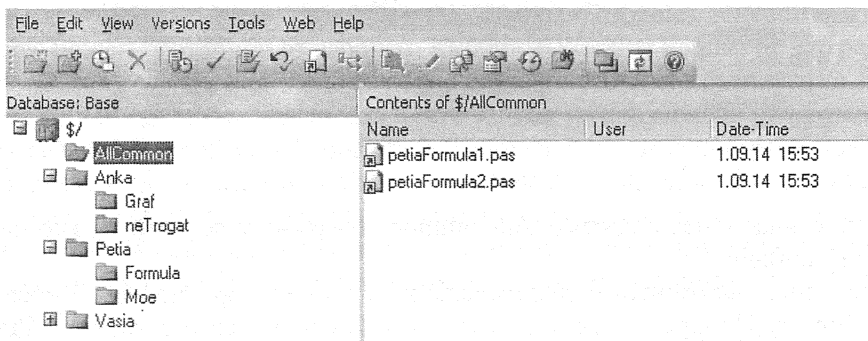 File Edit View Versions Tools Web Help
Database: Base
Contents of $/AllCommon
$/
AllCommon
Anka
Graf
neTrogat
Petia
Formula
Moe
Vasia
Name User Date-Time
petiaFormula1.pas 1.09.14 15:53
petiaFormula2.pas 1.09.14 15:53